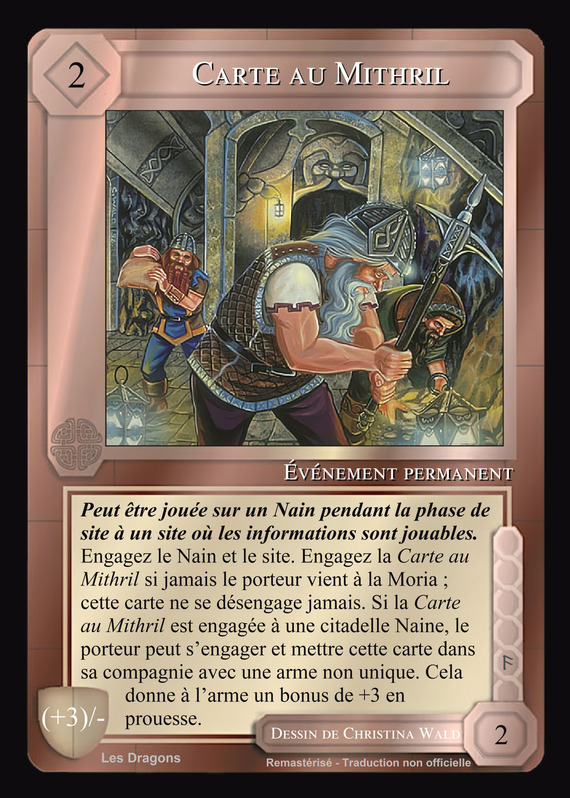 2
Carte au Mithril
Événement permanent
Peut être jouée sur un Nain pendant la phase de
site à un site où les informations sont jouables.
Engagez le Nain et le site. Engagez la Carte au
Mithril si jamais le porteur vient à la Moria ;
cette carte ne se désengage jamais. Si la Carte
au Mithril est engagée à une citadelle Naine, le
porteur peut s’engager et mettre cette carte dans
sa compagnie avec une arme non unique. Cela
donne à l’arme un bonus de +3 en
prouesse.
(+3)/-
Dessin de Christina Wald
2
Les Dragons
Remastérisé - Traduction non officielle